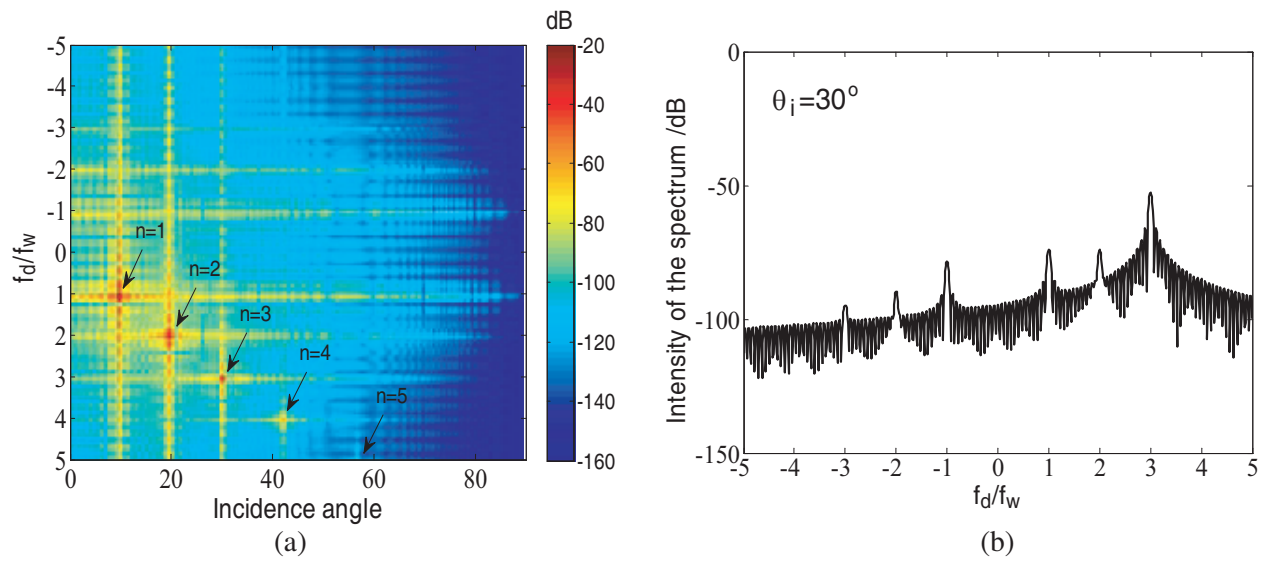 dB
-5
-4
-3
-2
-1
0
1
2
3
4
5
f_d/f_w
n=1
n=2
n=3
n=4
n=5
0 20 40 60 80
Incidence angle
-20
-40
-60
-80
-100
-120
-140
-160
(a)
0
-50
-100
-150
Intensity of the spectrum /dB
θ_i=30°
-5 -4 -3 -2 -1 0 1 2 3 4 5
f_d/f_w
(b)